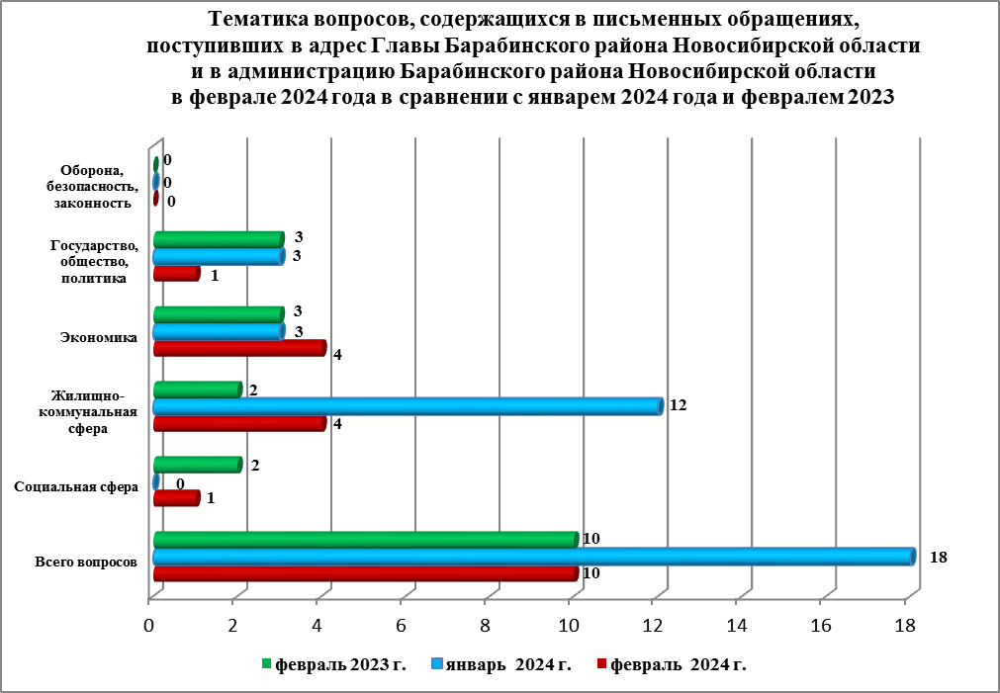 Тематика вопросов, содержащихся в письменных обращениях,
поступивших в адрес Главы Барабинского района Новосибирской области
и в администрацию Барабинского района Новосибирской области
в феврале 2024 года в сравнении с январем 2024 года и февралем 2023
Оборона,
безопасность,
законность
0
0
0
Государство,
общество,
политика
3
3
1
Экономика
3
3
4
Жилищно-
коммунальная
сфера
2
12
4
Социальная сфера
2
0
1
Всего вопросов
10
18
10
0 2 4 6 8 10 12 14 16 18
февраль 2023 г. январь 2024 г. февраль 2024 г.